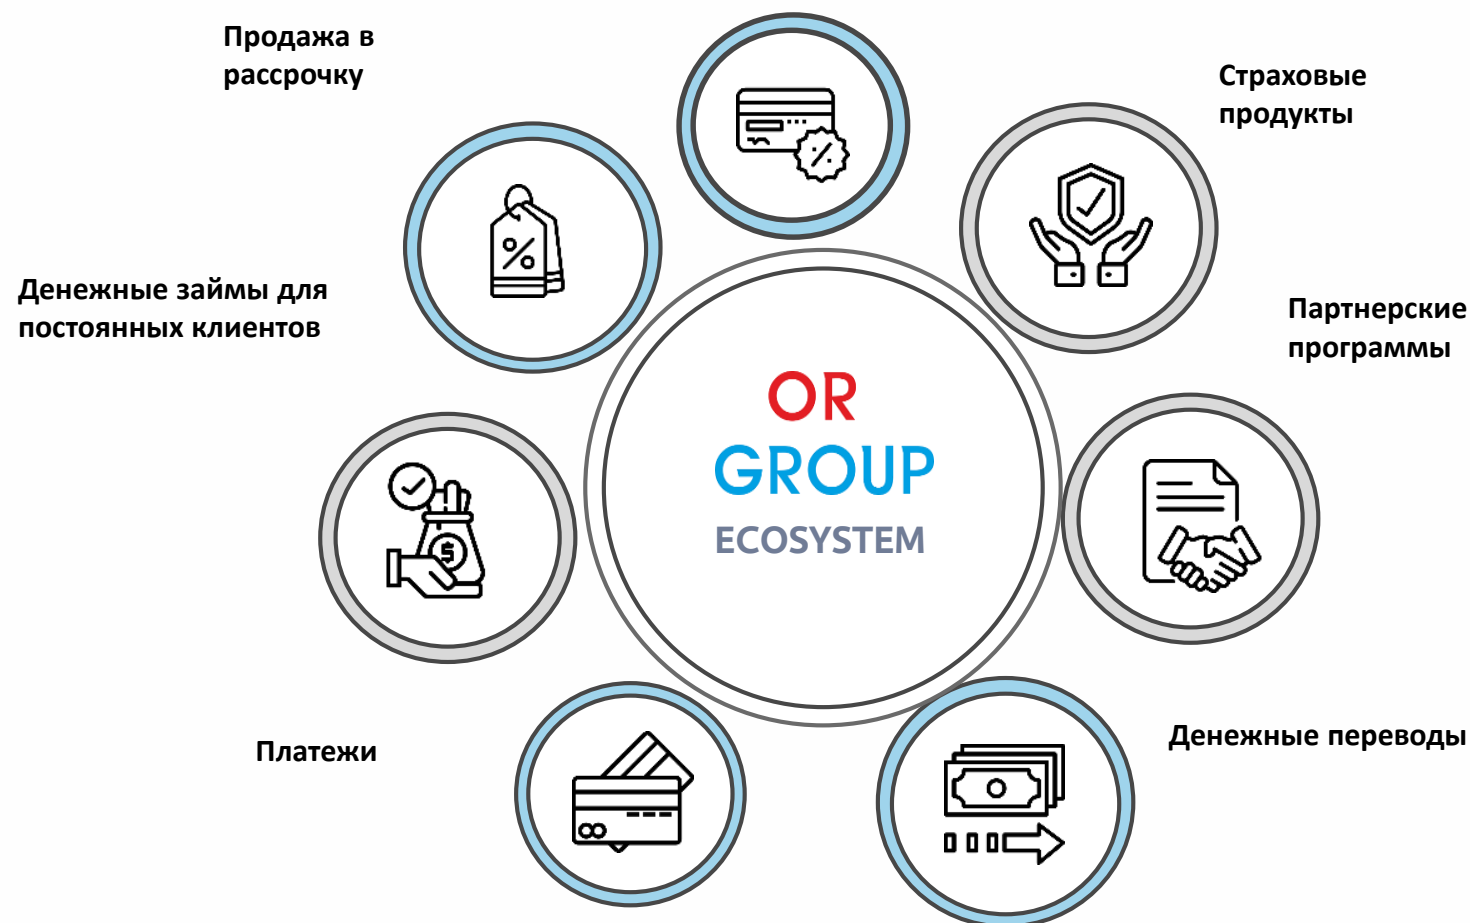 Продажа в
рассрочку
Страховые
продукты
Денежные займы для
постоянных клиентов
Партнерские
программы
OR
GROUP
ECOSYSTEM
Платежи
Денежные переводы